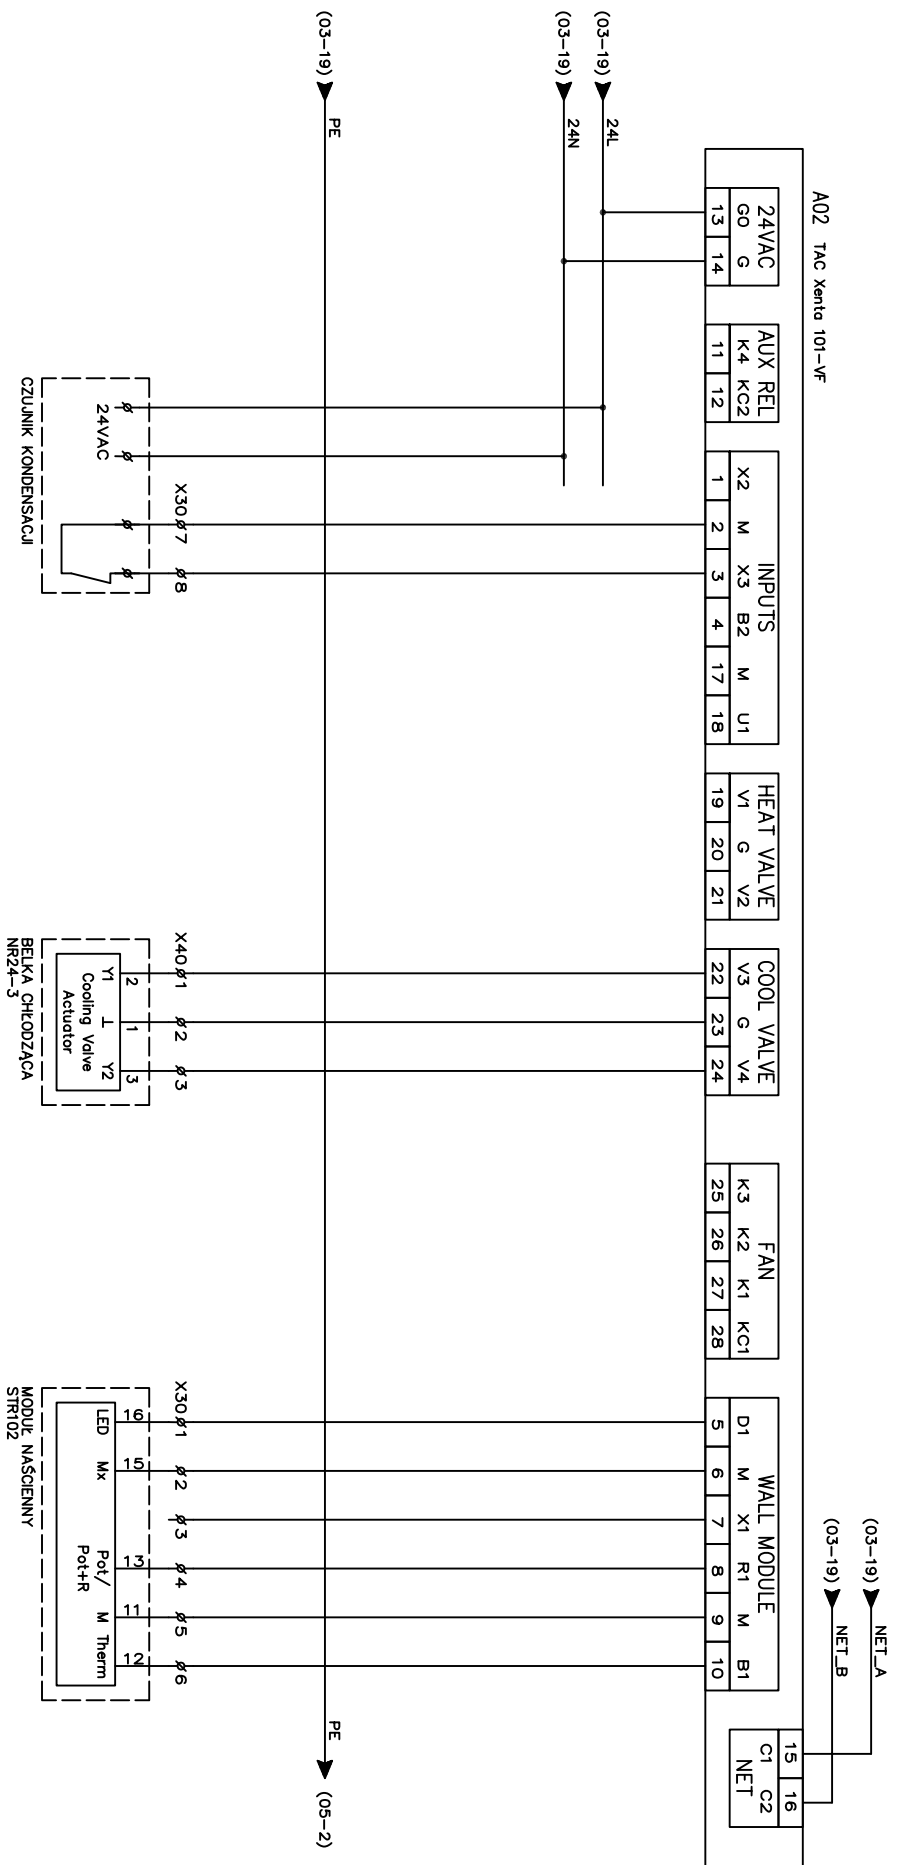 A02 TAC Xenta 101-VF
(03-19) NET_A
(03-19) NET_B
24VAC
G0 G
13 14
AUX REL
K4 KC2
11 12
INPUTS
X2 M X3 B2 M U1
1 2 3 4 17 18
HEAT VALVE
V1 G V2
19 20 21
COOL VALVE
V3 G V4
22 23 24
FAN
K3 K2 K1 KC1
25 26 27 28
WALL MODULE
D1 M X1 R1 M B1
5 6 7 8 9 10
15 16
C1 C2
NET
(03-19) 24L
(03-19) 24N
(03-19) PE
PE (05-2)
X30 7 8
24VAC
CZUJNIK KONDENSACJI
X40 1 2 3
2 1 3
Y1 ⊥ Y2
Cooling Valve
Actuator
BELKA CHŁODZĄCA
NR24-3
X30 1 2 3 4 5 6
16 15 13 11 12
LED Mx Pot/ M Therm
Pot+R
MODUŁ NAŚCIENNY
STR102